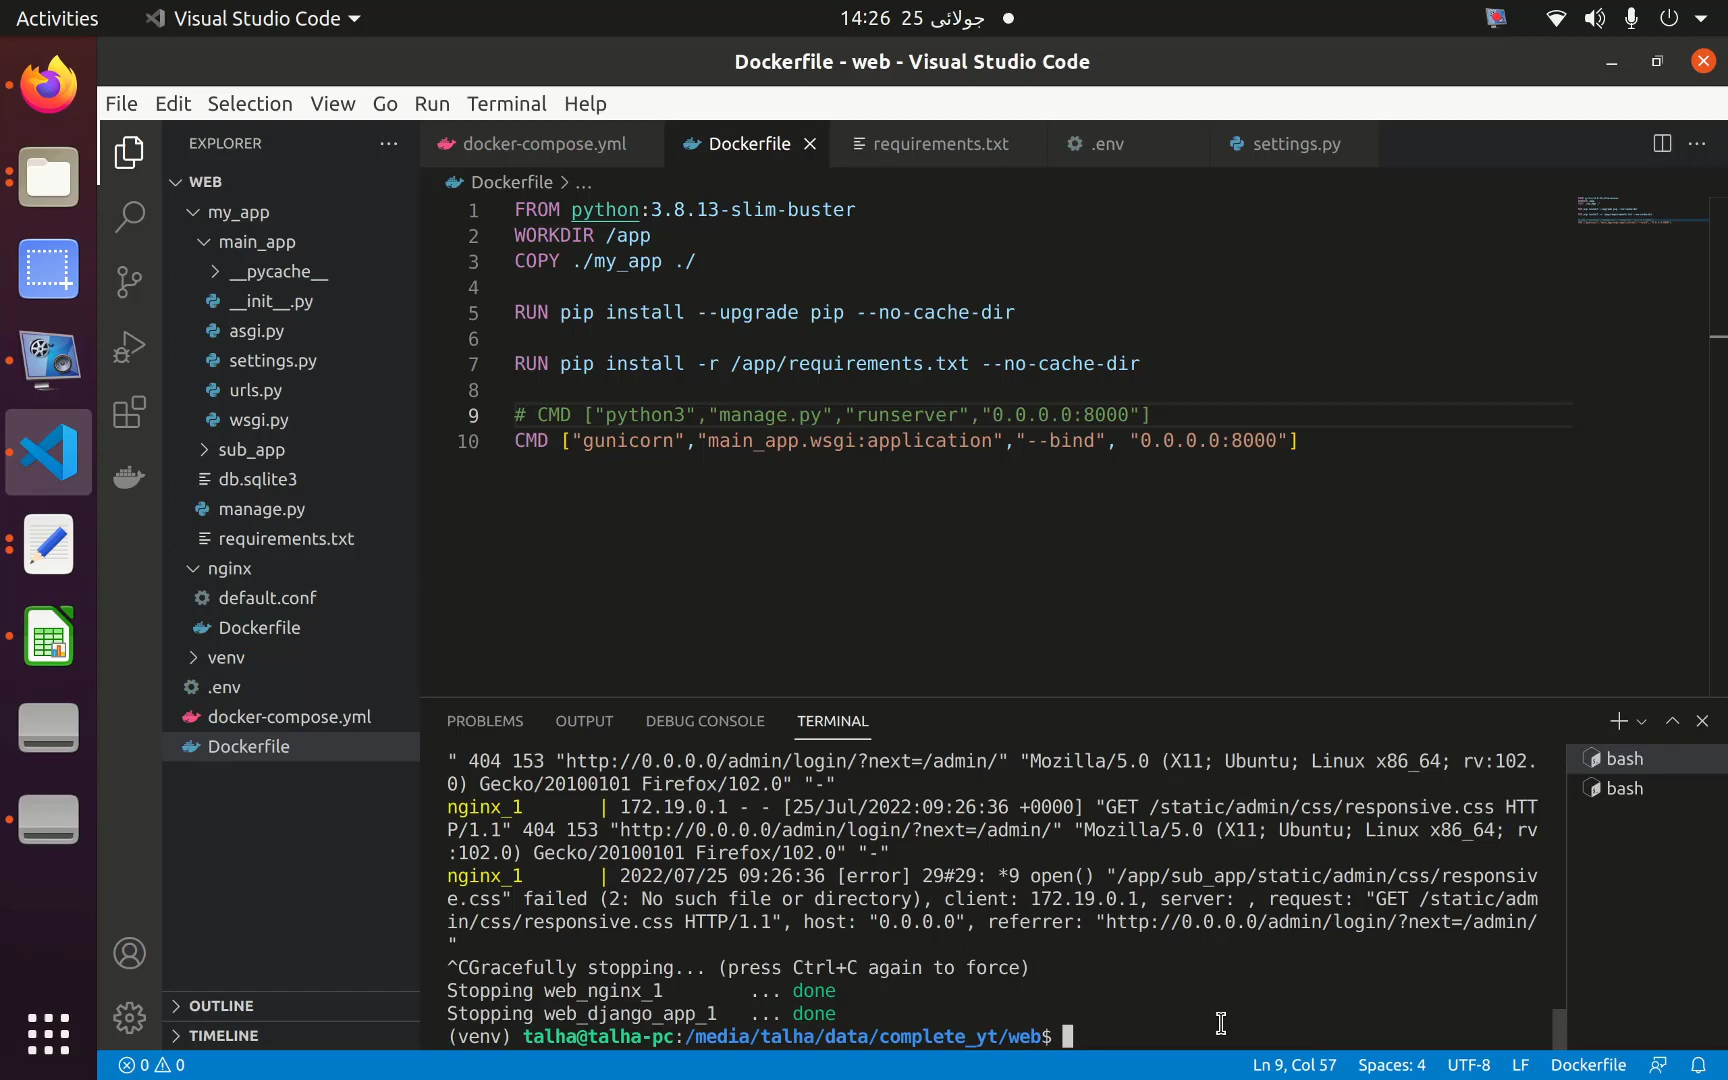 Activities
Visual Studio Code
14:26 25 جولائی
Dockerfile - web - Visual Studio Code
File Edit Selection View Go Run Terminal Help
EXPLORER
WEB
my_app
main_app
__pycache__
__init__.py
asgi.py
settings.py
urls.py
wsgi.py
sub_app
db.sqlite3
manage.py
requirements.txt
nginx
default.conf
Dockerfile
venv
.env
docker-compose.yml
Dockerfile
OUTLINE
TIMELINE
docker-compose.yml Dockerfile requirements.txt .env settings.py
Dockerfile > ...
1 FROM python:3.8.13-slim-buster
2 WORKDIR /app
3 COPY ./my_app ./
4
5 RUN pip install --upgrade pip --no-cache-dir
6
7 RUN pip install -r /app/requirements.txt --no-cache-dir
8
9 # CMD ["python3","manage.py","runserver","0.0.0.0:8000"]
10 CMD ["gunicorn","main_app.wsgi:application","--bind", "0.0.0.0:8000"]
PROBLEMS OUTPUT DEBUG CONSOLE TERMINAL
" 404 153 "http://0.0.0.0/admin/login/?next=/admin/" "Mozilla/5.0 (X11; Ubuntu; Linux x86_64; rv:102.
0) Gecko/20100101 Firefox/102.0" "-"
nginx_1 | 172.19.0.1 - - [25/Jul/2022:09:26:36 +0000] "GET /static/admin/css/responsive.css HTT
P/1.1" 404 153 "http://0.0.0.0/admin/login/?next=/admin/" "Mozilla/5.0 (X11; Ubuntu; Linux x86_64; rv
:102.0) Gecko/20100101 Firefox/102.0" "-"
nginx_1 | 2022/07/25 09:26:36 [error] 29#29: *9 open() "/app/sub_app/static/admin/css/responsiv
e.css" failed (2: No such file or directory), client: 172.19.0.1, server: , request: "GET /static/adm
in/css/responsive.css HTTP/1.1", host: "0.0.0.0", referrer: "http://0.0.0.0/admin/login/?next=/admin/
"
^CGracefully stopping... (press Ctrl+C again to force)
Stopping web_nginx_1 ... done
Stopping web_django_app_1 ... done
(venv) talha@talha-pc:/media/talha/data/complete_yt/web$
bash
bash
0 0
Ln 9, Col 57 Spaces: 4 UTF-8 LF Dockerfile